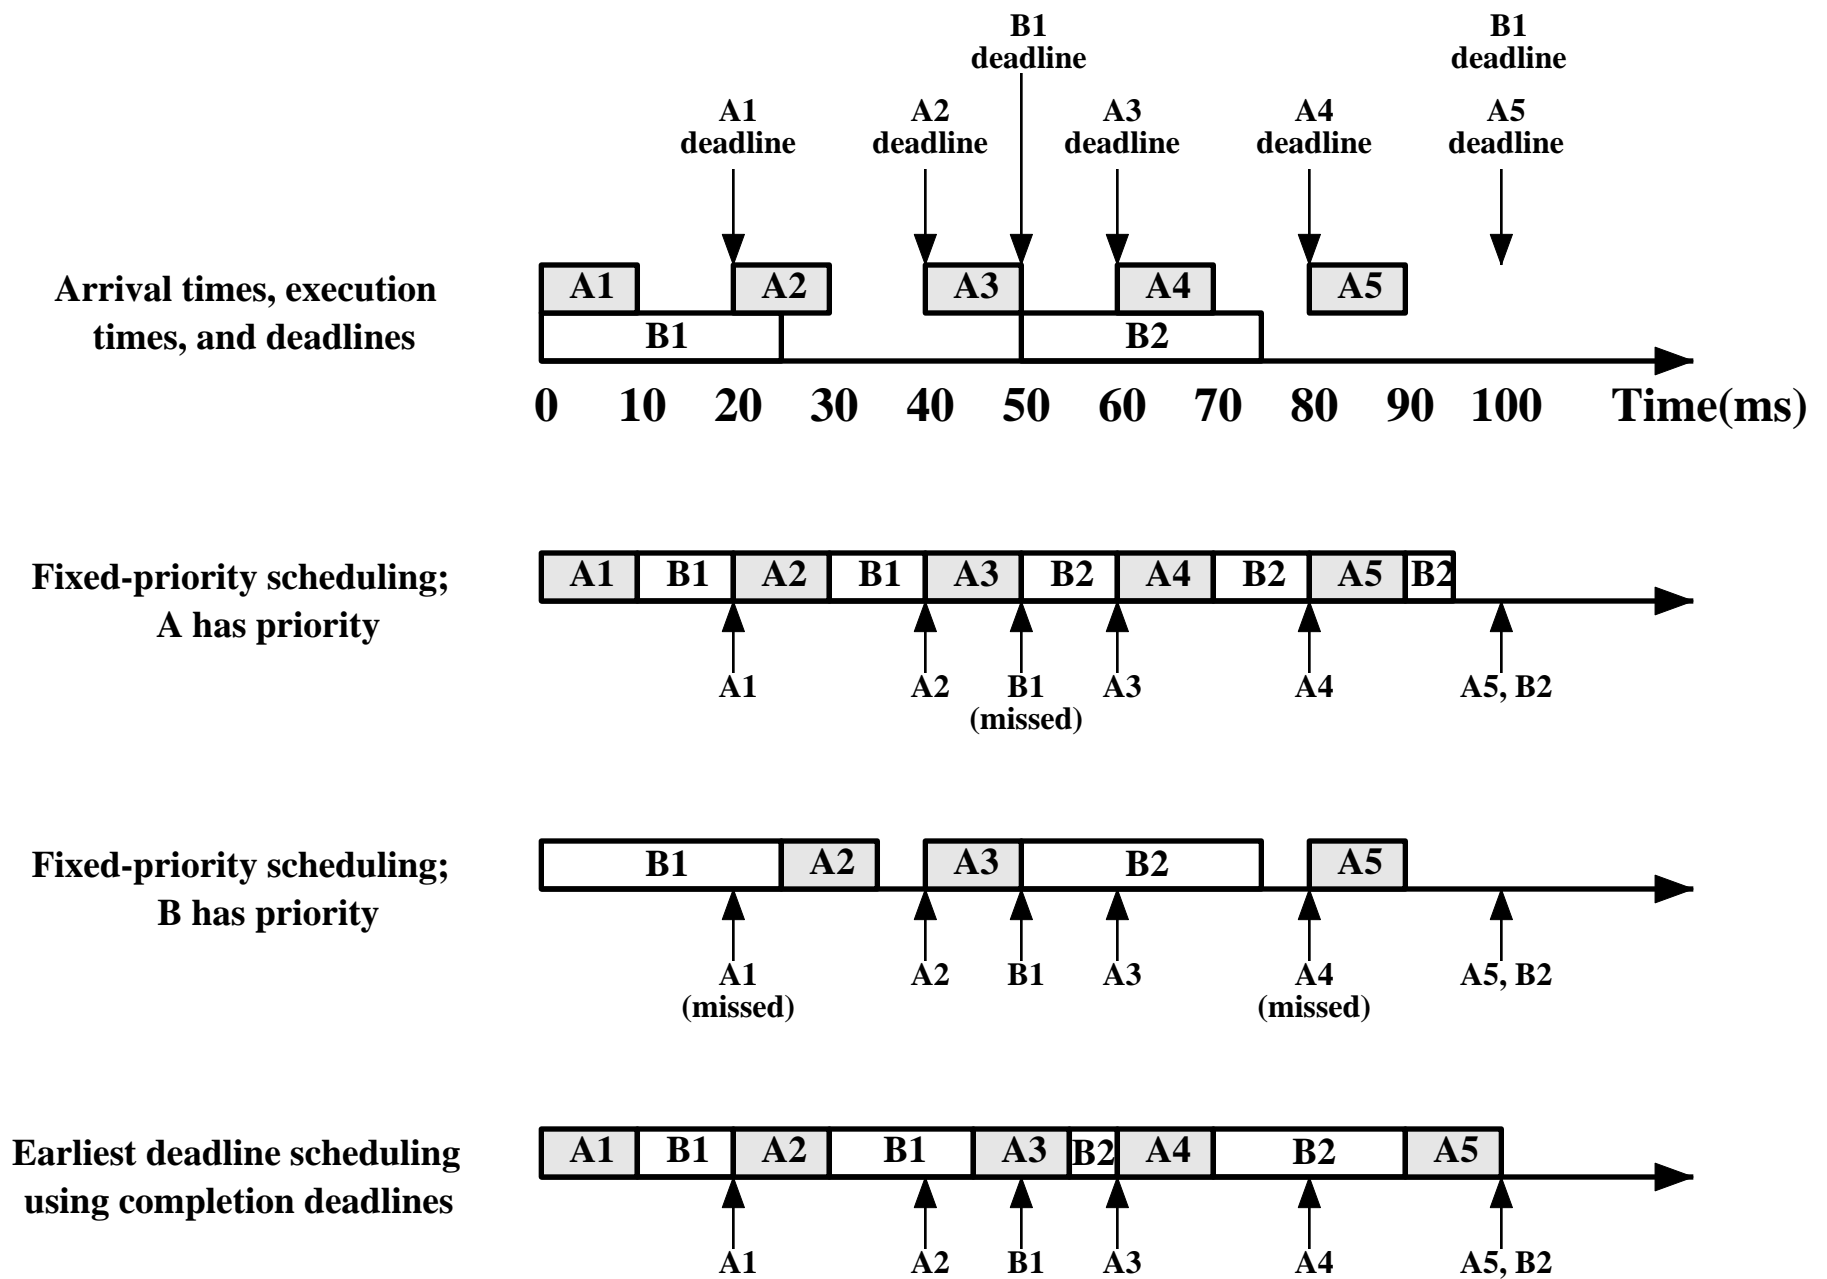 B1
deadline
B1
deadline
A1
deadline
A2
deadline
A3
deadline
A4
deadline
A5
deadline
Arrival times, execution
times, and deadlines
A1 A2 A3 A4 A5
B1 B2
0 10 20 30 40 50 60 70 80 90 100 Time(ms)
Fixed-priority scheduling;
A has priority
A1 B1 A2 B1 A3 B2 A4 B2 A5 B2
A1 A2 B1 A3 A4 A5, B2
(missed)
Fixed-priority scheduling;
B has priority
B1 A2 A3 B2 A5
A1 A2 B1 A3 A4 A5, B2
(missed) (missed)
Earliest deadline scheduling
using completion deadlines
A1 B1 A2 B1 A3 B2 A4 B2 A5
A1 A2 B1 A3 A4 A5, B2